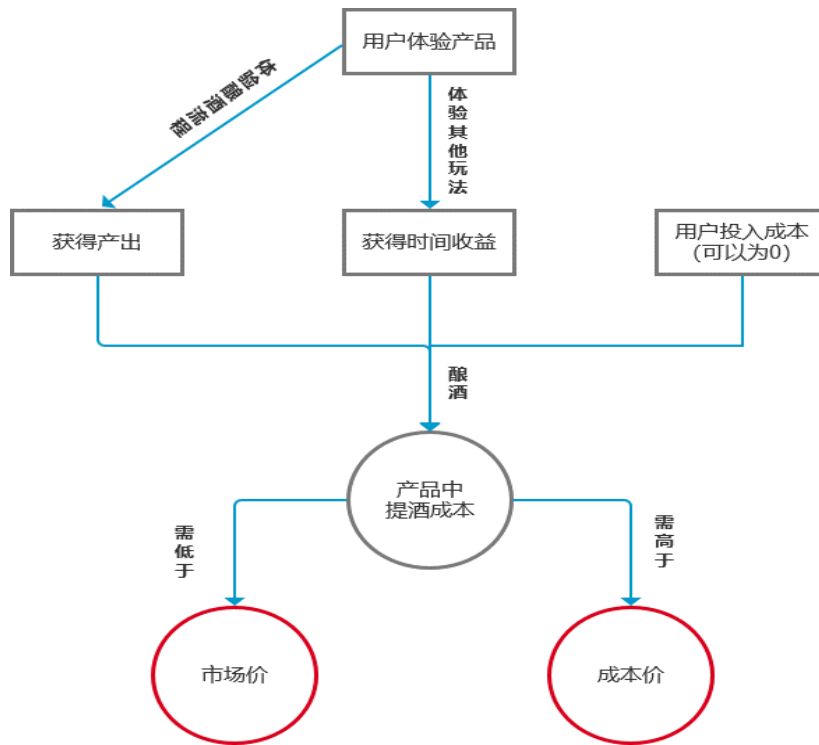 用户体验产品
体验酿酒流程
体验其他玩法
获得产出
获得时间收益
用户投入成本
(可以为0)
酿酒
产品中
提酒成本
需低于
需高于
市场价
成本价